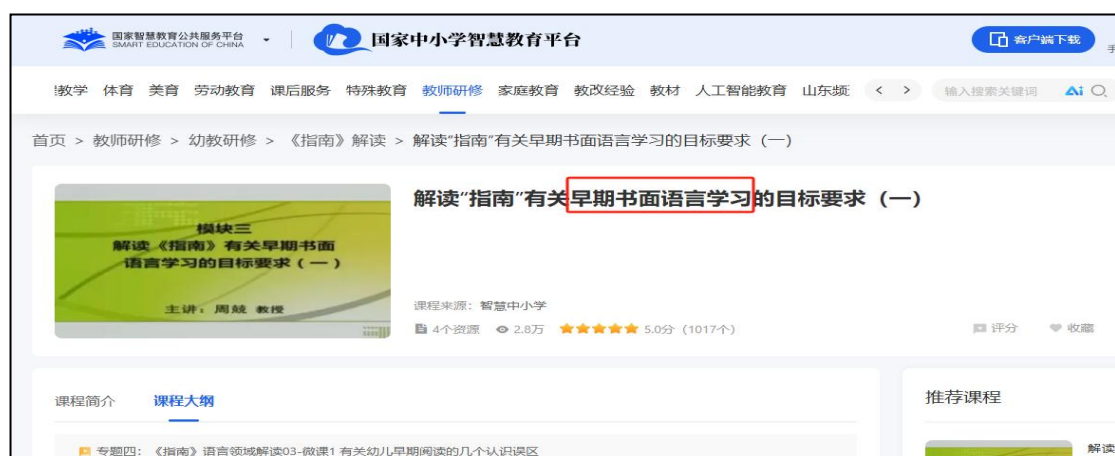 国家智慧教育公共服务平台
SMART EDUCATION OF CHINA
国家中小学智慧教育平台
客户端下载
教学 体育 美育 劳动教育 课后服务 特殊教育 教师研修 家庭教育 教改经验 教材 人工智能教育 山东频 < > 输入搜索关键词 Ai
首页 > 教师研修 > 幼教研修 > 《指南》解读 > 解读“指南”有关早期书面语言学习的目标要求（一）
解读“指南”有关早期书面语言学习的目标要求（一）
模块三
解读《指南》有关早期书面
语言学习的目标要求（一）
主讲：周兢 教授
课程来源：智慧中小学
4个资源 2.8万 5.0分（1017个） 评分 收藏
课程简介 课程大纲
推荐课程
专题四：《指南》语言领域解读03-微课1 有关幼儿早期阅读的几个认识误区
解读